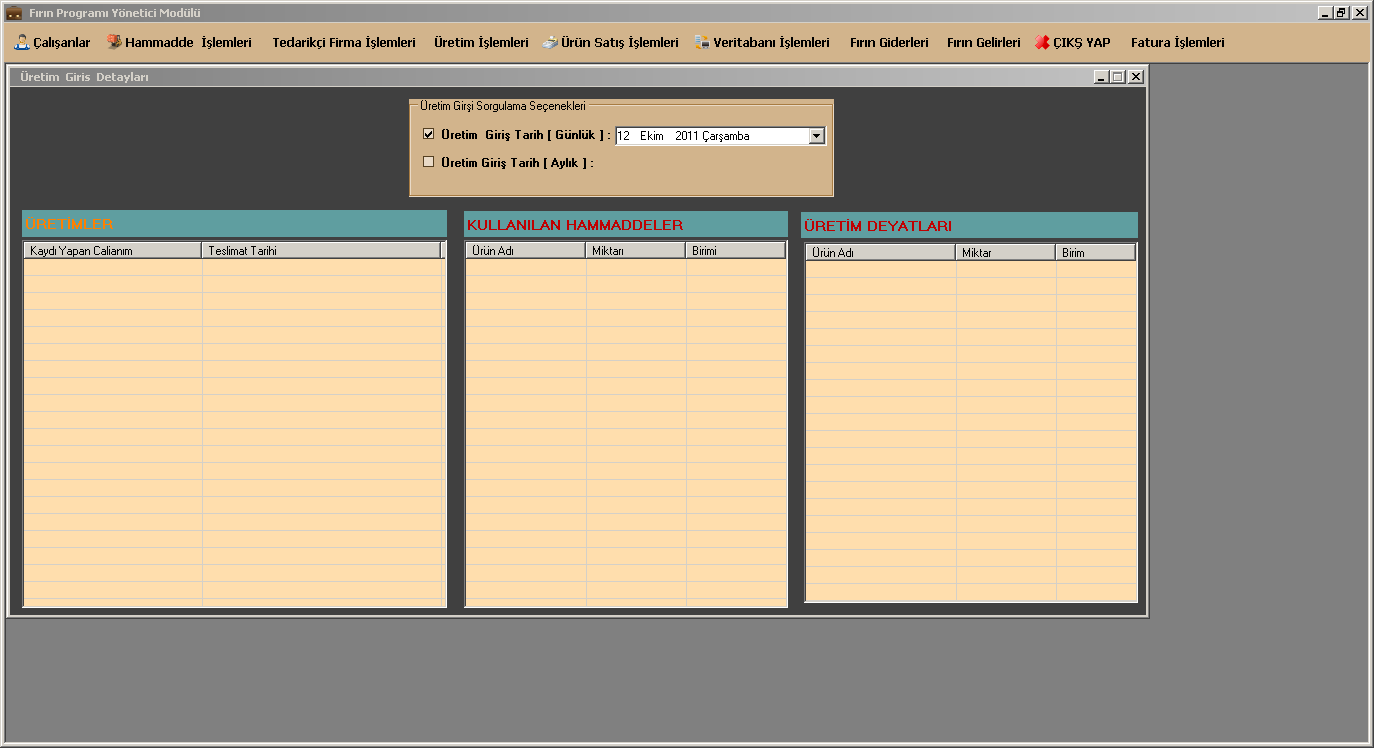 Fırın Programı Yönetici Modülü
Çalışanlar Hammadde İşlemleri Tedarikçi Firma İşlemleri Üretim İşlemleri Ürün Satış İşlemleri Veritabanı İşlemleri Fırın Giderleri Fırın Gelirleri ÇIKŞ YAP Fatura İşlemleri
Üretim Giris Detayları
Üretim Girşi Sorgulama Seçenekleri
Üretim Giriş Tarih [ Günlük ] : 12 Ekim 2011 Çarşamba
Üretim Giriş Tarih [ Aylık ] :
ÜRETIMLER
Kaydı Yapan Calianım Teslimat Tarihi
KULLANILAN HAMMADDELER
Ürün Adı Miktarı Birimi
ÜRETİM DEYATLARI
Ürün Adı Miktar Birim